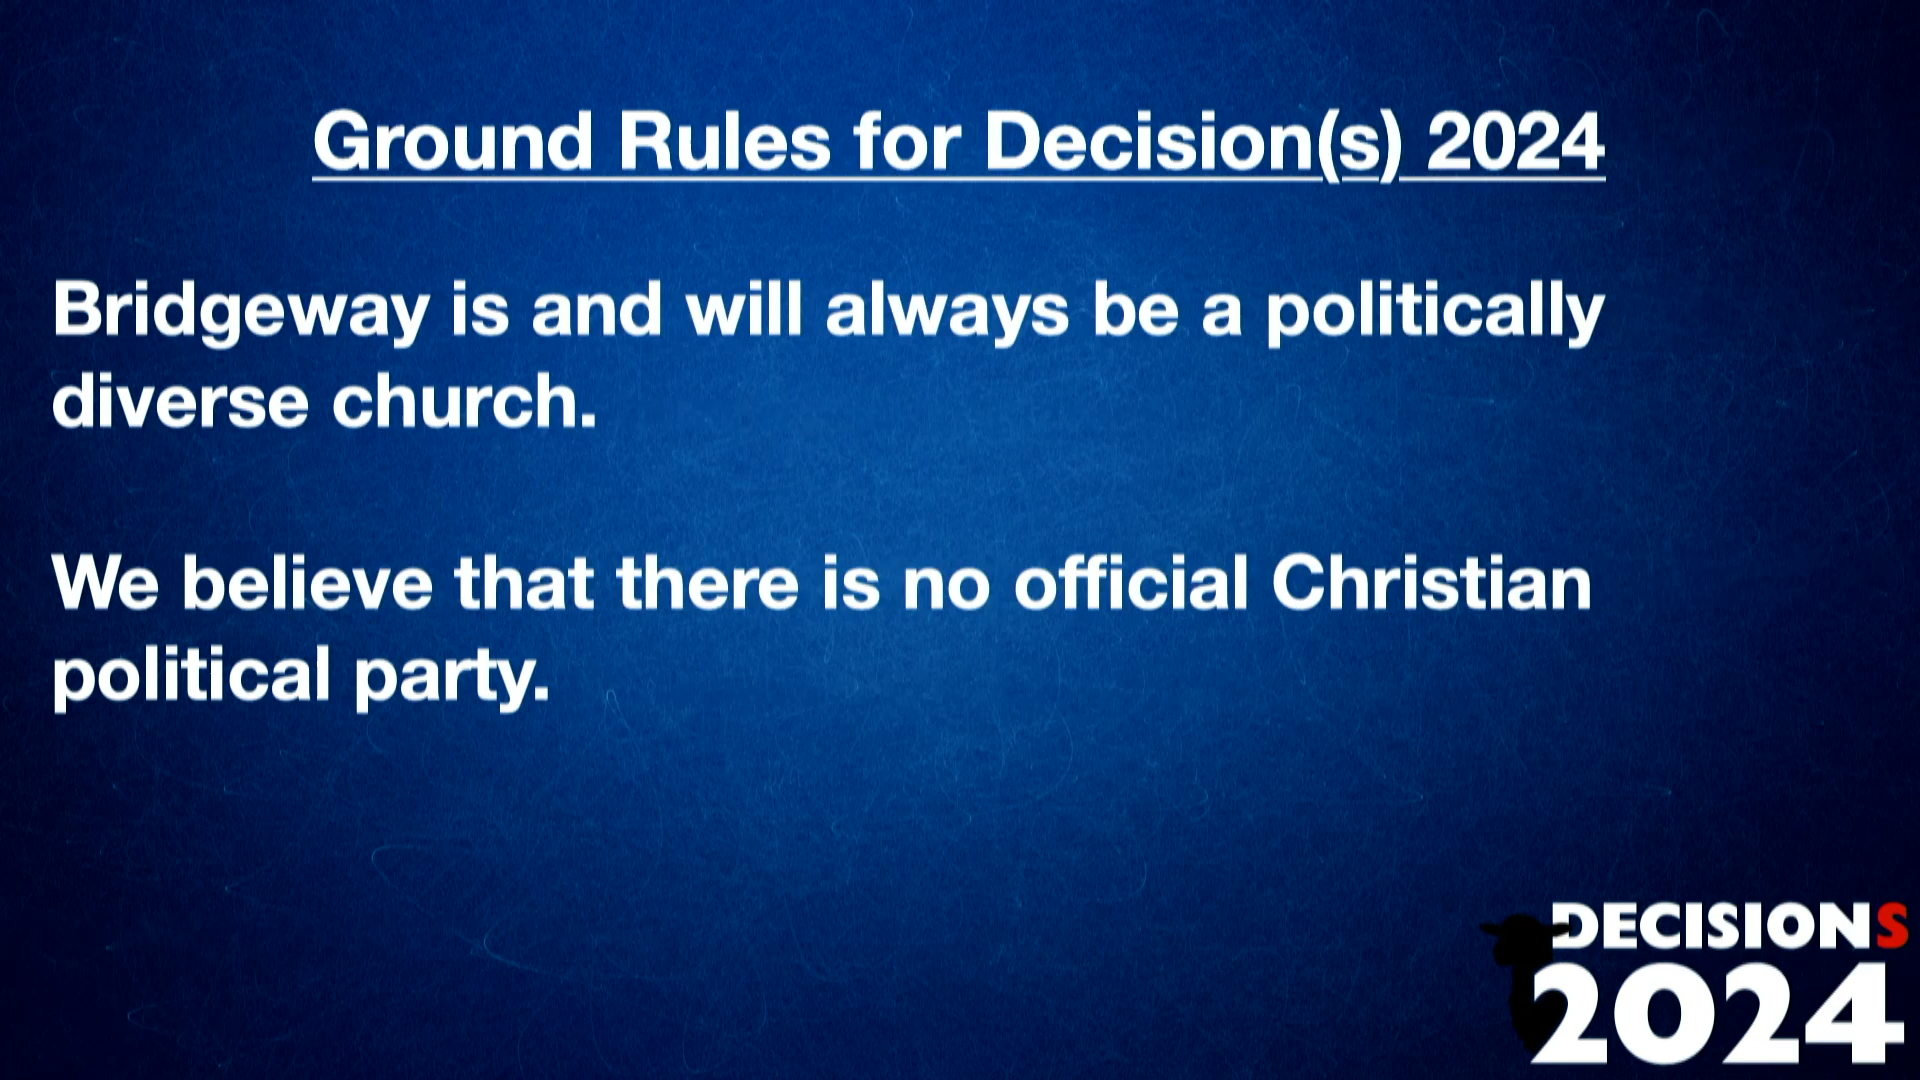 Ground Rules for Decision(s) 2024
Bridgeway is and will always be a politically
diverse church.
We believe that there is no official Christian
political party.
DECISIONS
2024